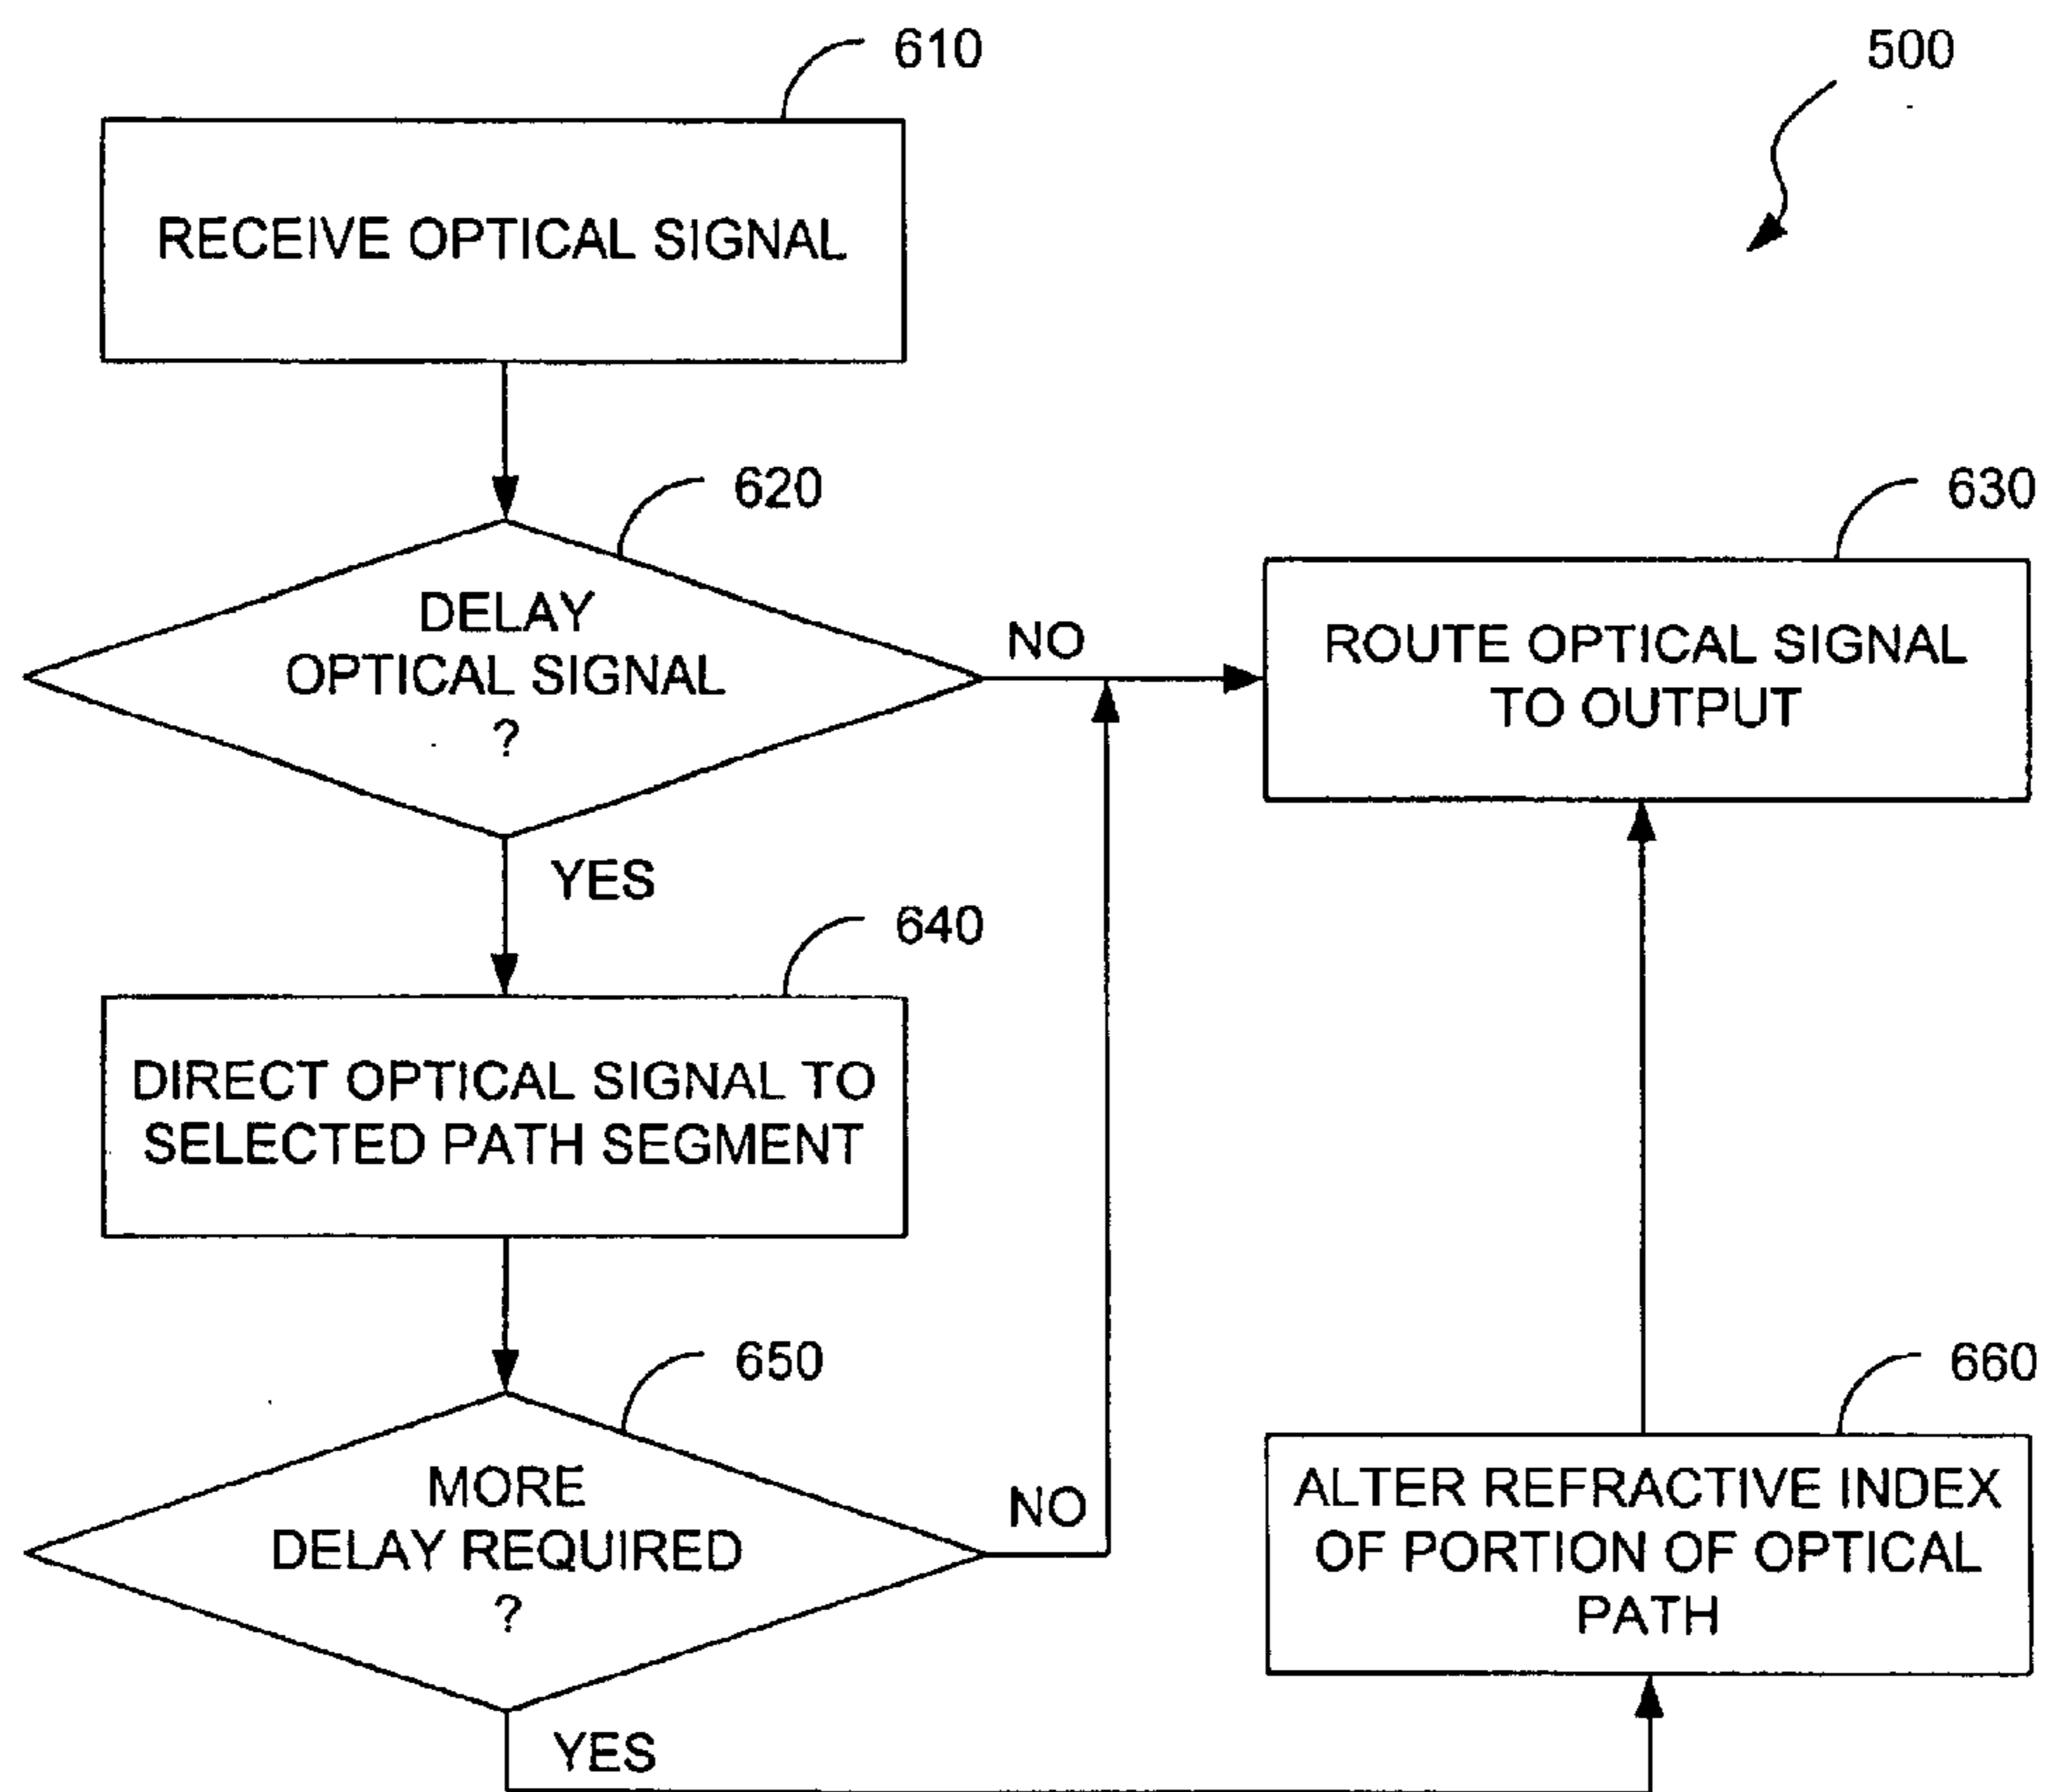 610
500
RECEIVE OPTICAL SIGNAL
620
630
DELAY
OPTICAL SIGNAL
?
NO
ROUTE OPTICAL SIGNAL
TO OUTPUT
YES
640
DIRECT OPTICAL SIGNAL TO
SELECTED PATH SEGMENT
650
660
MORE
DELAY REQUIRED
?
NO
ALTER REFRACTIVE INDEX
OF PORTION OF OPTICAL
PATH
YES